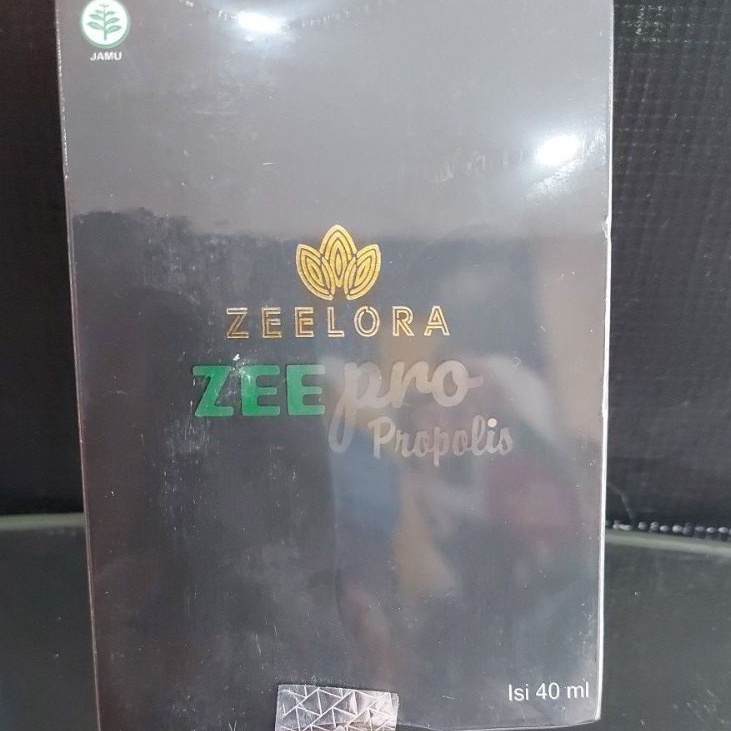 JAMU
ZEELORA
ZEE pro
Propolis
Isi 40 ml